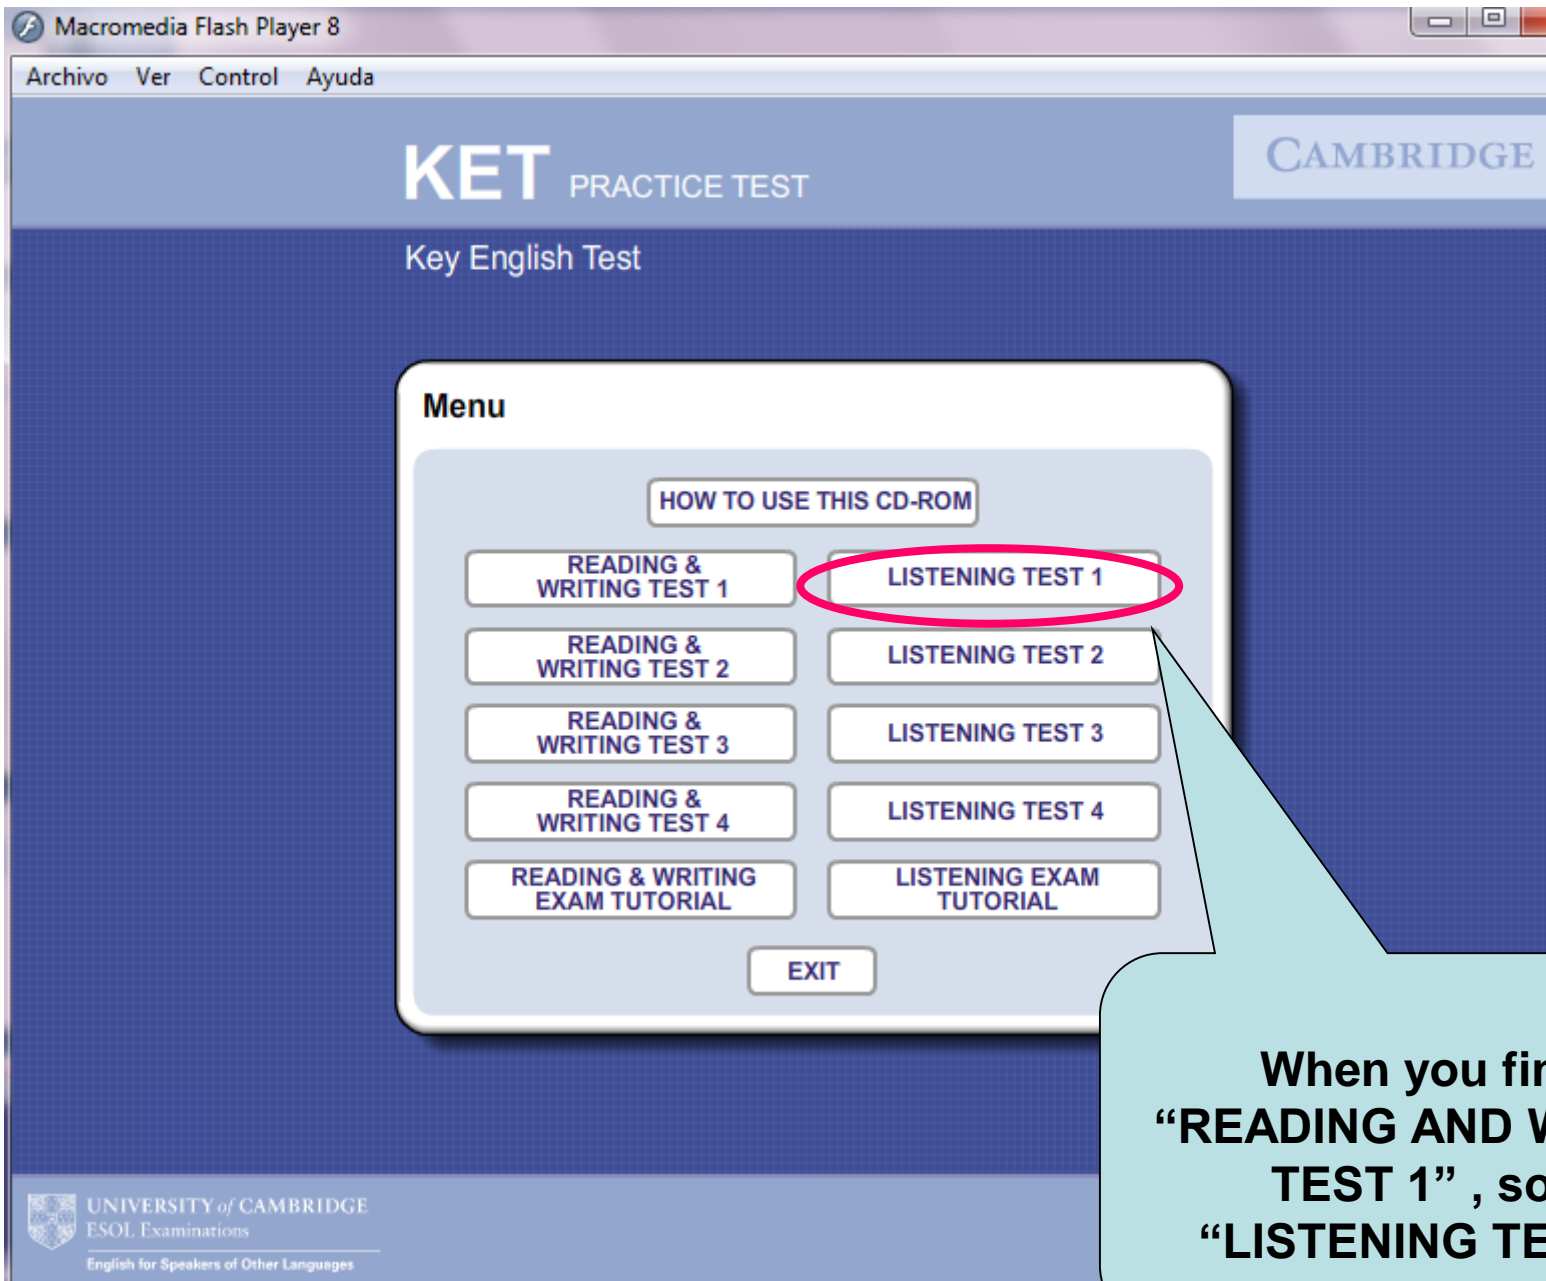 Macromedia Flash Player 8
Archivo Ver Control Ayuda
KET PRACTICE TEST
CAMBRIDGE
Key English Test
Menu
HOW TO USE THIS CD-ROM
READING &
WRITING TEST 1
LISTENING TEST 1
READING &
WRITING TEST 2
LISTENING TEST 2
READING &
WRITING TEST 3
LISTENING TEST 3
READING &
WRITING TEST 4
LISTENING TEST 4
READING & WRITING
EXAM TUTORIAL
LISTENING EXAM
TUTORIAL
EXIT
When you
“READING AND
TEST 1” ,
“LISTENING
UNIVERSITY of CAMBRIDGE
ESOL Examinations
English for Speakers of Other Languages